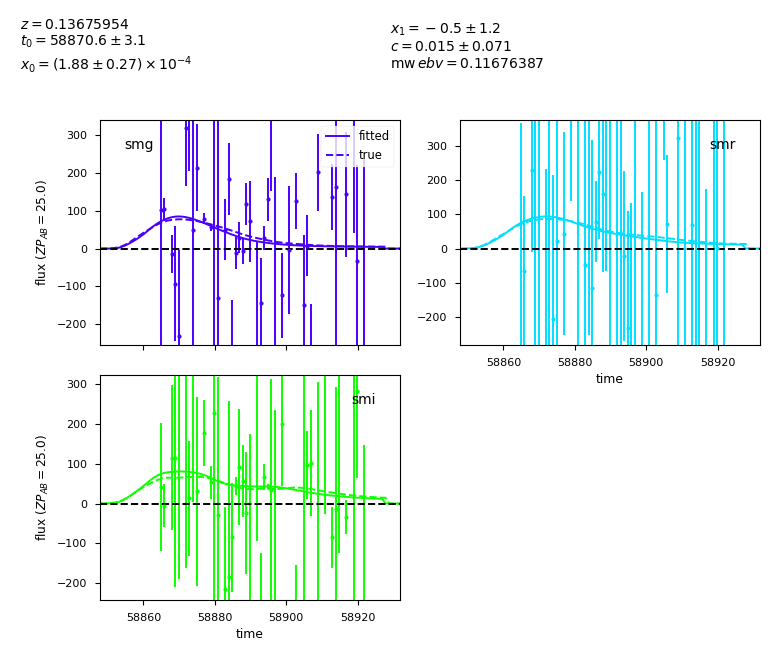 z = 0.13675954
t₀ = 58870.6 ± 3.1
x₀ = (1.88 ± 0.27) × 10⁻⁴
x₁ = −0.5 ± 1.2
c = 0.015 ± 0.071
mw ebv = 0.11676387
smg
fitted
true
300
200
100
0
−100
−200
flux (ZP_AB = 25.0)
smr
300
200
100
0
−100
−200
58860 58880 58900 58920
time
smi
300
200
100
0
−100
−200
flux (ZP_AB = 25.0)
58860 58880 58900 58920
time